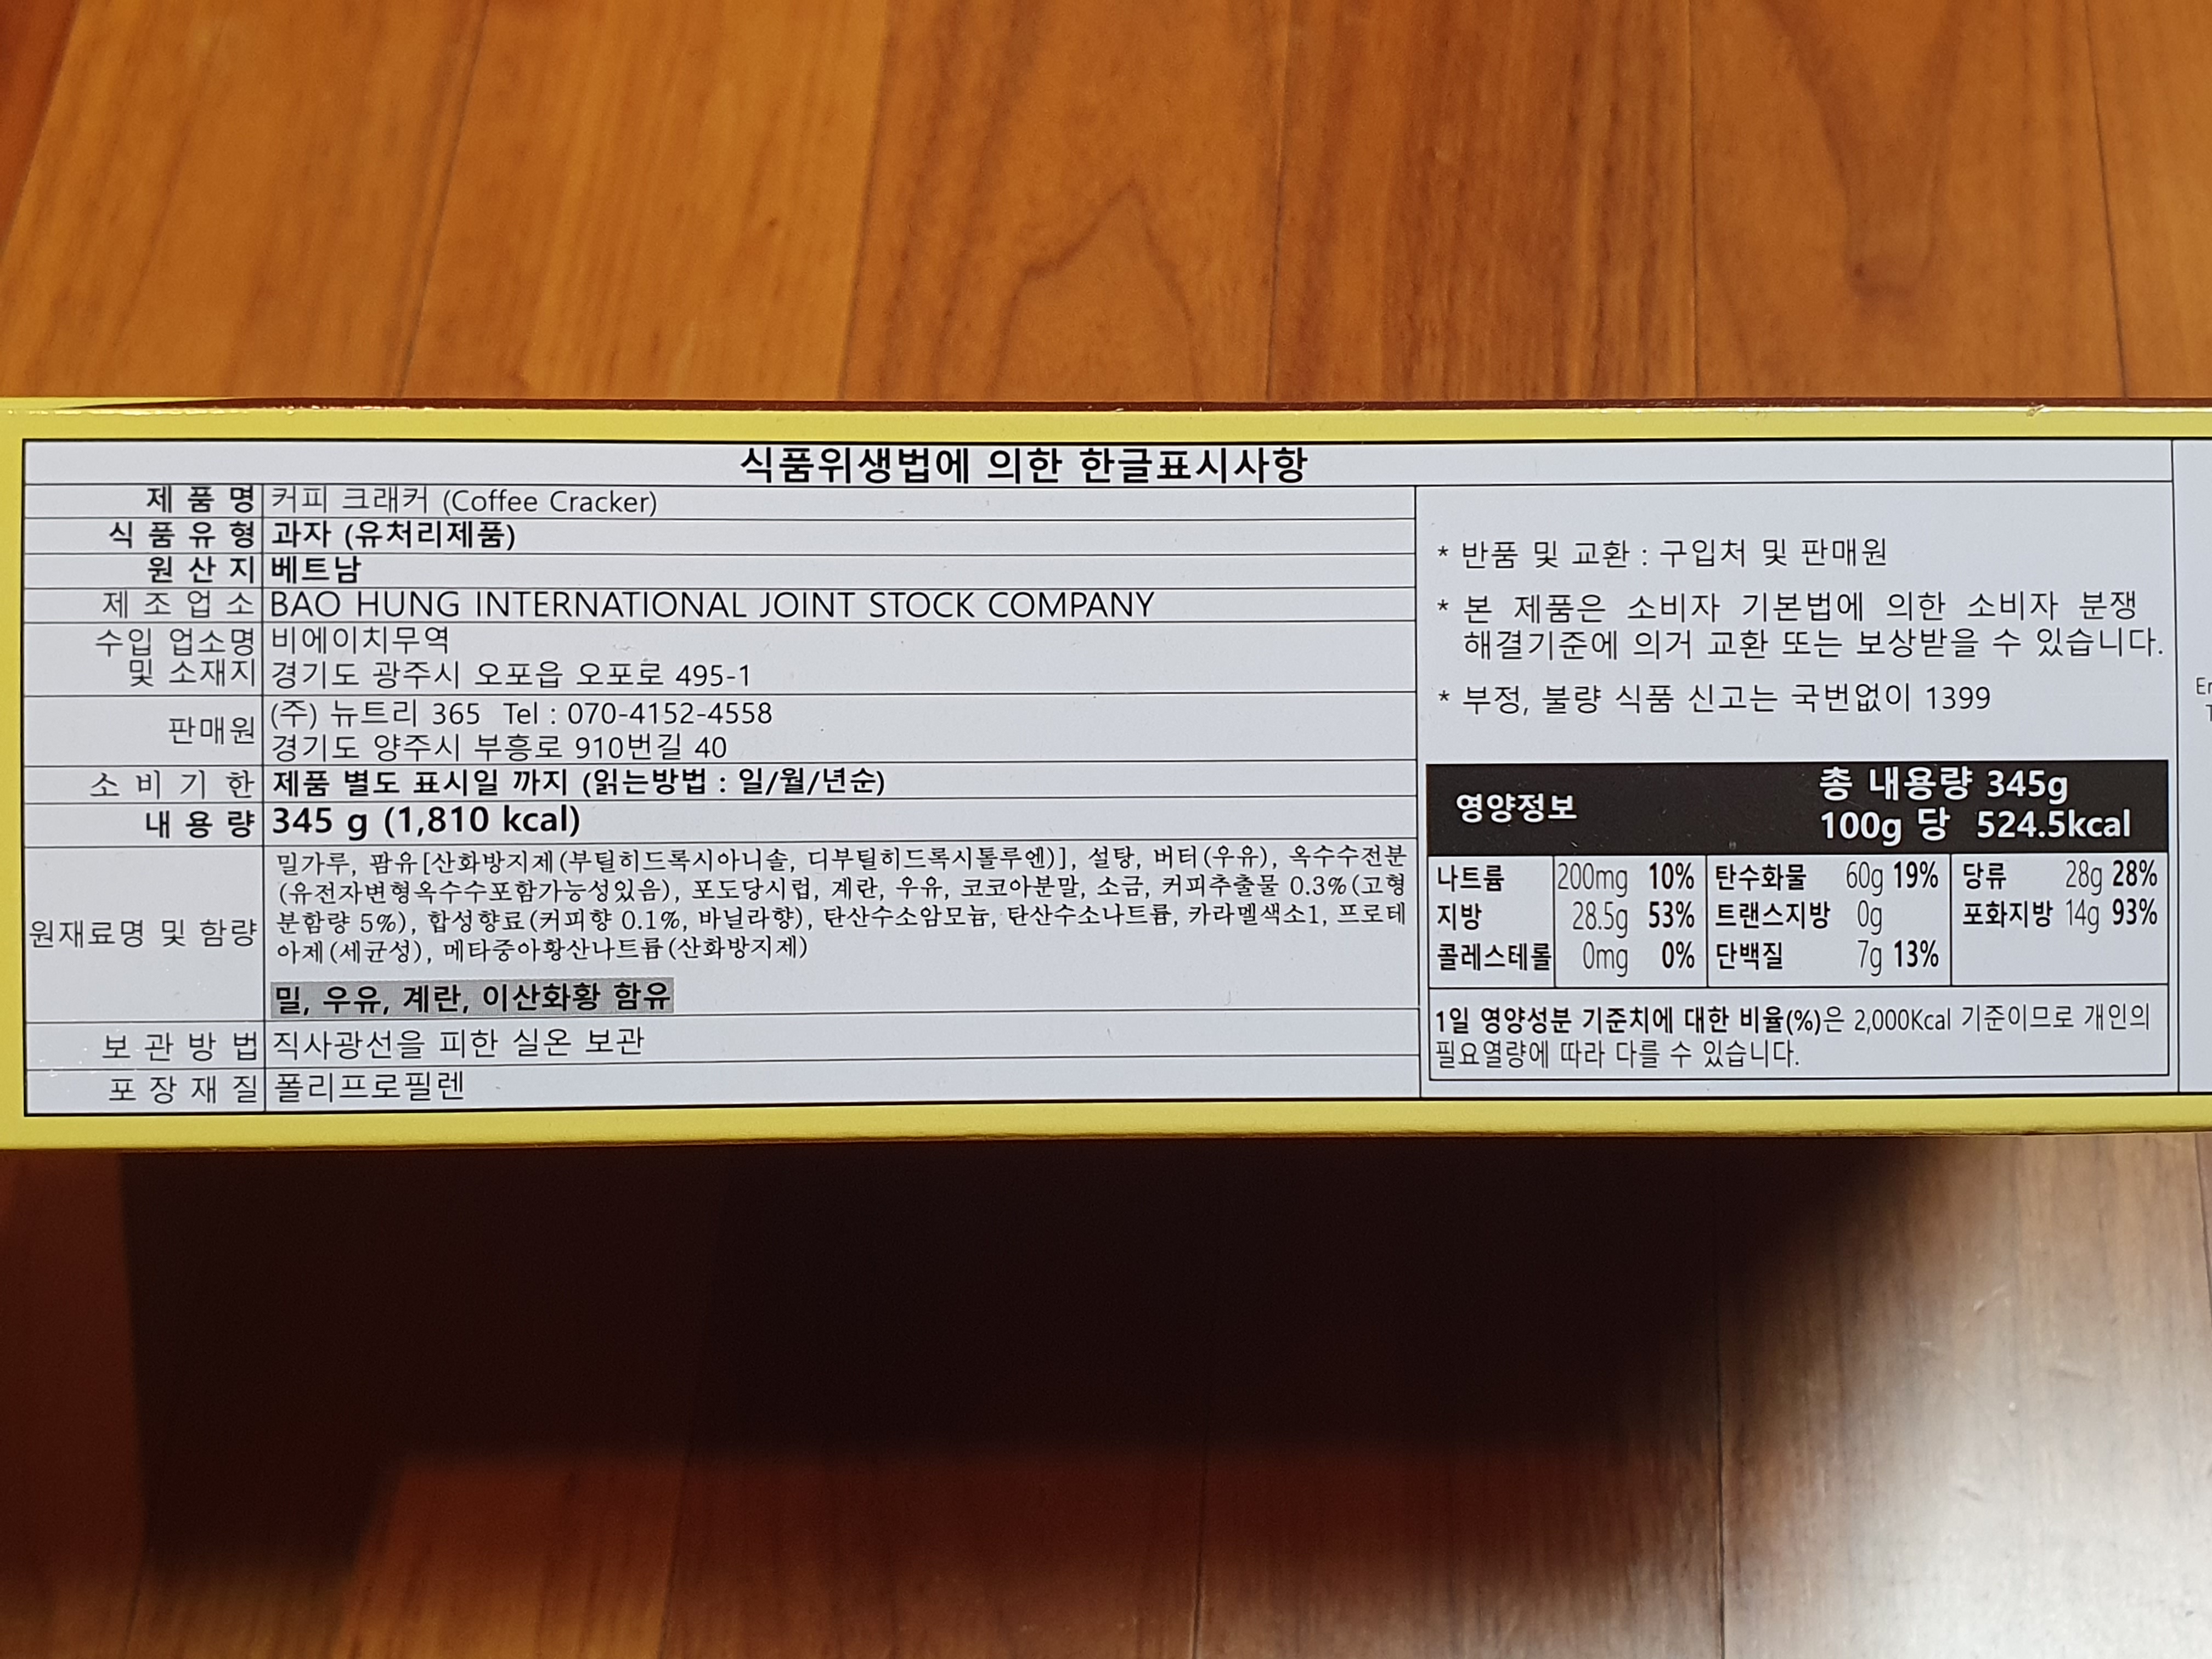 식품위생법에 의한 한글표시사항
제 품 명 커피 크래커 (Coffee Cracker)
식 품 유 형 과자 (유처리제품)
원 산 지 베트남
제 조 업 소 BAO HUNG INTERNATIONAL JOINT STOCK COMPANY
수입 업소명 비에이치무역
및 소재지 경기도 광주시 오포읍 오포로 495-1
판매원 (주) 뉴트리 365 Tel : 070-4152-4558
경기도 양주시 부흥로 910번길 40
소 비 기 한 제품 별도 표시일 까지 (읽는방법 : 일/월/년순)
내 용 량 345 g (1,810 kcal)
원재료명 및 함량
밀가루, 팜유[산화방지제(부틸히드록시아니솔, 디부틸히드록시톨루엔)], 설탕, 버터(우유), 옥수수전분
(유전자변형옥수수포함가능성있음), 포도당시럽, 계란, 우유, 코코아분말, 소금, 커피추출물 0.3%(고형
분함량 5%), 합성향료(커피향 0.1%, 바닐라향), 탄산수소암모늄, 탄산수소나트륨, 카라멜색소1, 프로테
아제(세균성), 메타중아황산나트륨(산화방지제)
밀, 우유, 계란, 이산화황 함유
보 관 방 법 직사광선을 피한 실온 보관
포 장 재 질 폴리프로필렌
* 반품 및 교환 : 구입처 및 판매원
* 본 제품은 소비자 기본법에 의한 소비자 분쟁
해결기준에 의거 교환 또는 보상받을 수 있습니다.
* 부정, 불량 식품 신고는 국번없이 1399
영양정보
총 내용량 345g
100g 당 524.5kcal
나트륨 200mg 10% 탄수화물 60g 19% 당류 28g 28%
지방 28.5g 53% 트랜스지방 0g 포화지방 14g 93%
콜레스테롤 0mg 0% 단백질 7g 13%
1일 영양성분 기준치에 대한 비율(%)은 2,000Kcal 기준이므로 개인의
필요열량에 따라 다를 수 있습니다.